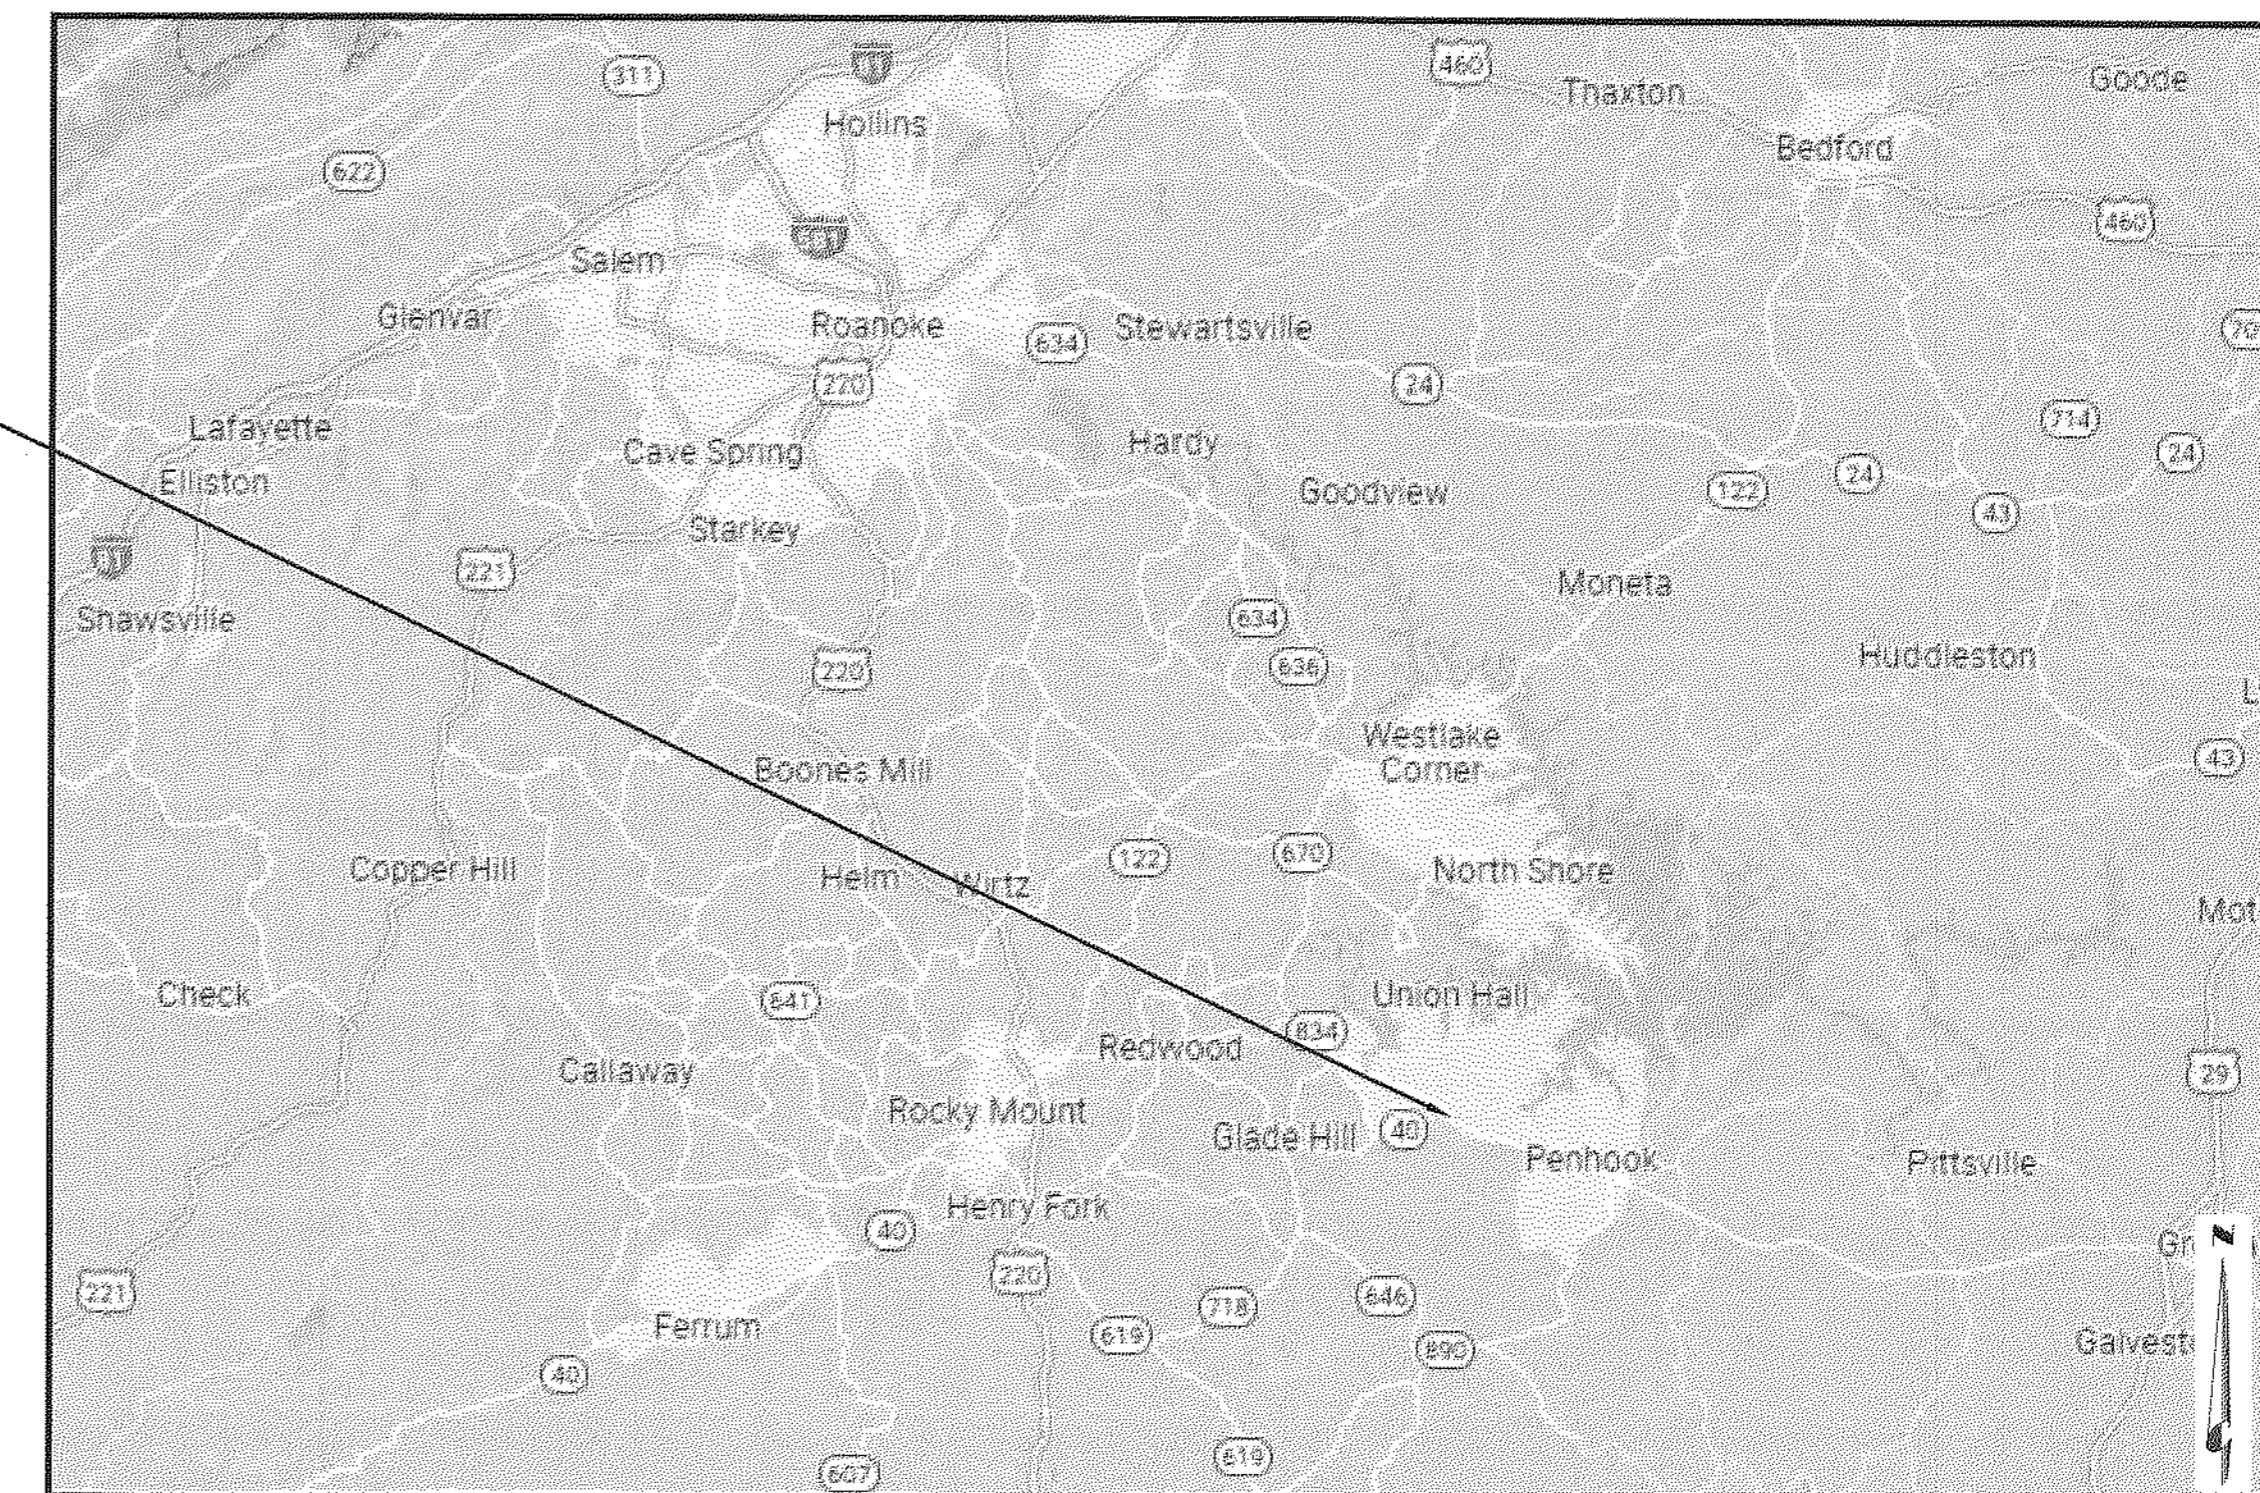 311
460
Thaxton
Goode
Hollins
Bedford
622
460
Salem
Glenvar
Roanoke
634
Stewartsville
220
24
714
Lafayette
Cave Spring
Hardy
24
Elliston
Goodview
122
24
43
Starkey
221
Moneta
Shawsville
634
220
636
Huddleston
Westlake
Corner
43
Boones Mill
Copper Hill
Helm
Wirtz
122
670
North Shore
Mot
Check
641
Union Hall
834
Redwood
Callaway
29
Rocky Mount
Glade Hill
40
Penhook
Pittsville
Henry Fork
40
N
Gr
220
221
718
646
Ferrum
619
Galvest
890
40
619
607